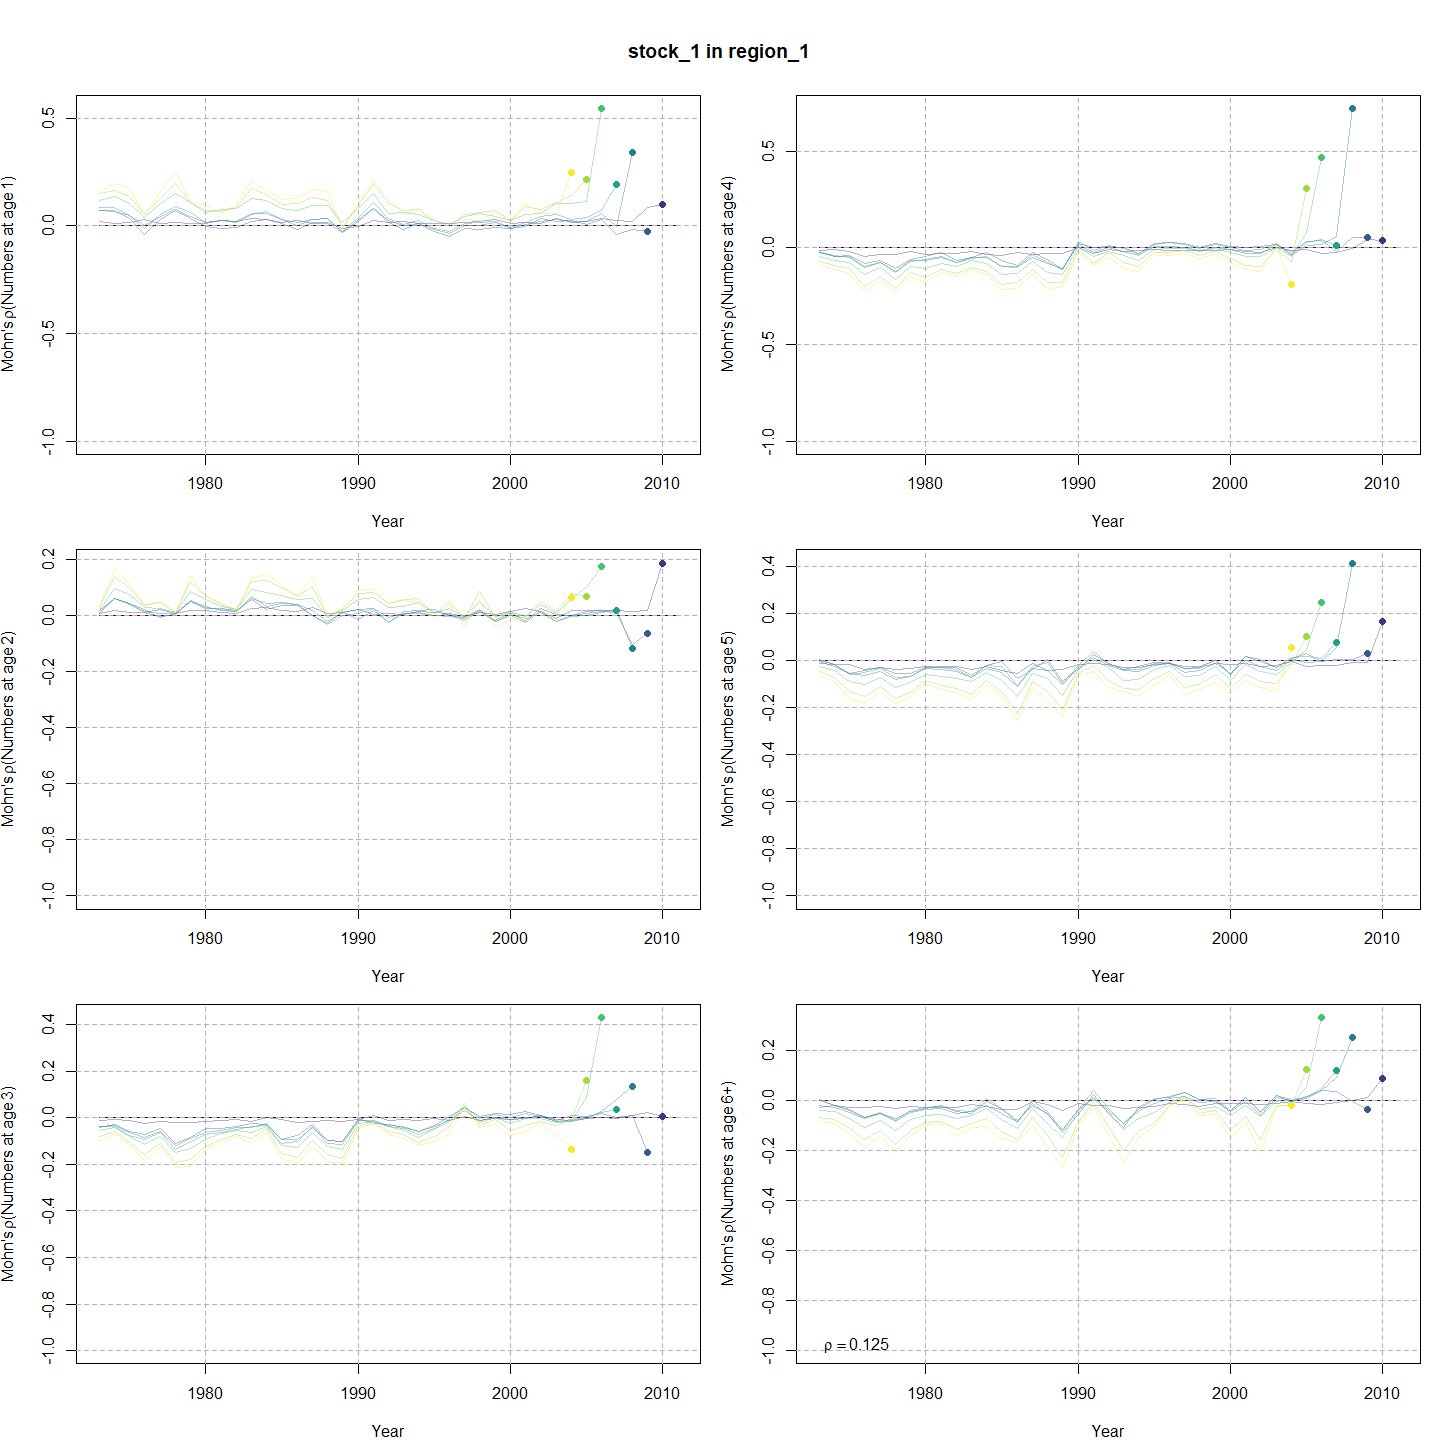 stock_1 in region_1
Mohn's ρ(Numbers at age 1)
0.5
0.0
-0.5
-1.0
1980 1990 2000 2010
Year
Mohn's ρ(Numbers at age 4)
0.5
0.0
-0.5
-1.0
1980 1990 2000 2010
Year
Mohn's ρ(Numbers at age 2)
0.2
0.0
-0.2
-0.4
-0.6
-0.8
-1.0
1980 1990 2000 2010
Year
Mohn's ρ(Numbers at age 5)
0.4
0.2
0.0
-0.2
-0.4
-0.6
-0.8
-1.0
1980 1990 2000 2010
Year
Mohn's ρ(Numbers at age 3)
0.4
0.2
0.0
-0.2
-0.4
-0.6
-0.8
-1.0
1980 1990 2000 2010
Year
Mohn's ρ(Numbers at age 6+)
0.2
0.0
-0.2
-0.4
-0.6
-0.8
-1.0
ρ = 0.125
1980 1990 2000 2010
Year